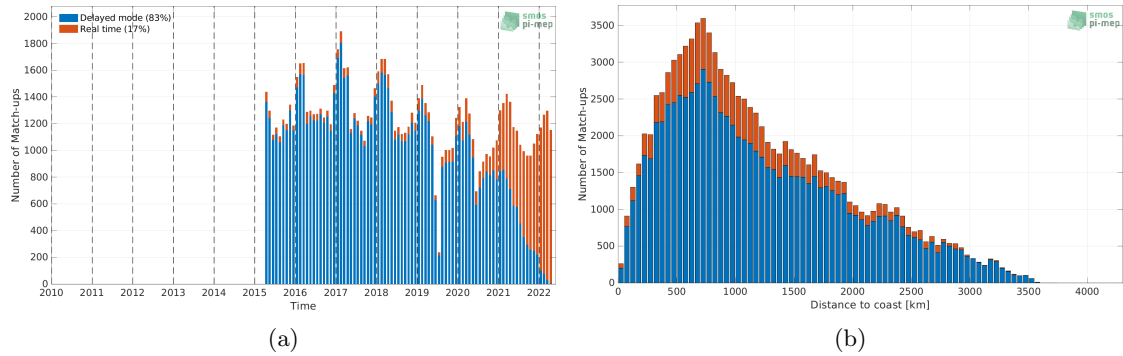 Delayed mode (83%)
Real time (17%)
smos
pi-mep
2000
1800
1600
1400
1200
1000
800
600
400
200
0
Number of Match-ups
2010 2011 2012 2013 2014 2015 2016 2017 2018 2019 2020 2021 2022
Time
(a)
smos
pi-mep
3500
3000
2500
2000
1500
1000
500
0
Number of Match-ups
0 500 1000 1500 2000 2500 3000 3500 4000
Distance to coast [km]
(b)